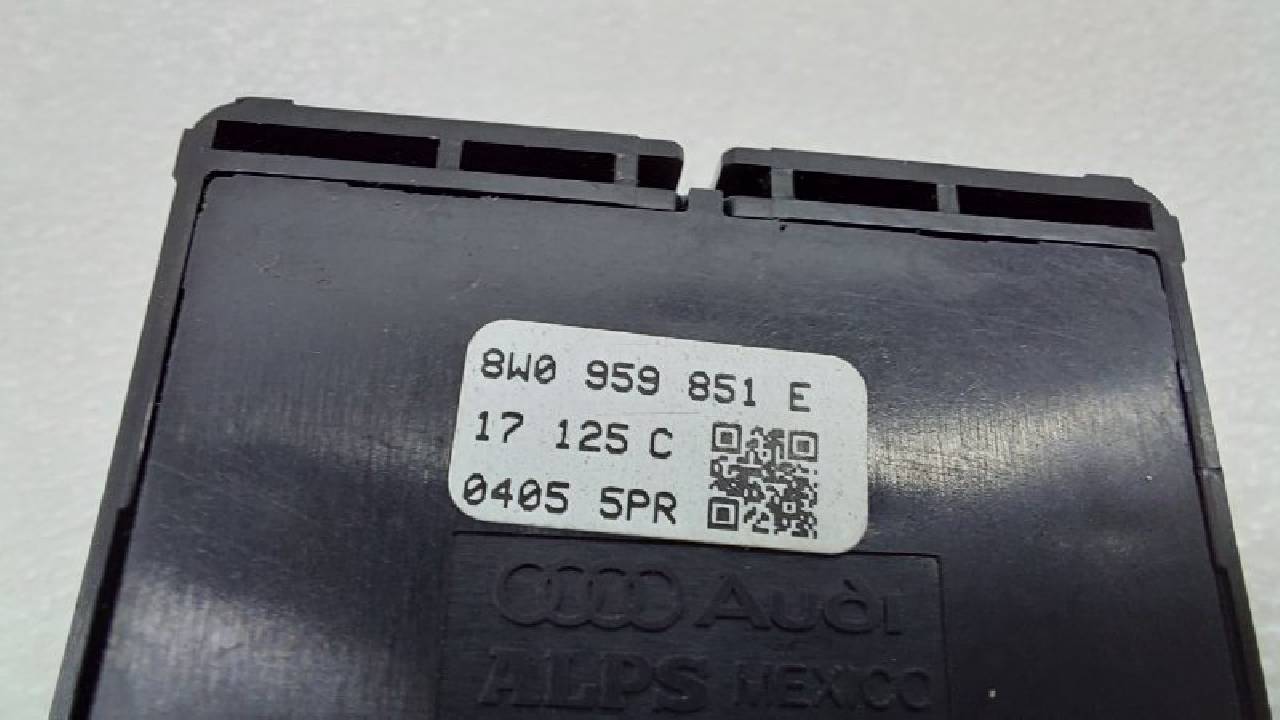 8W0 959 851 E
17 125 C
0405 5PR
Audi
ALPS MEXICO